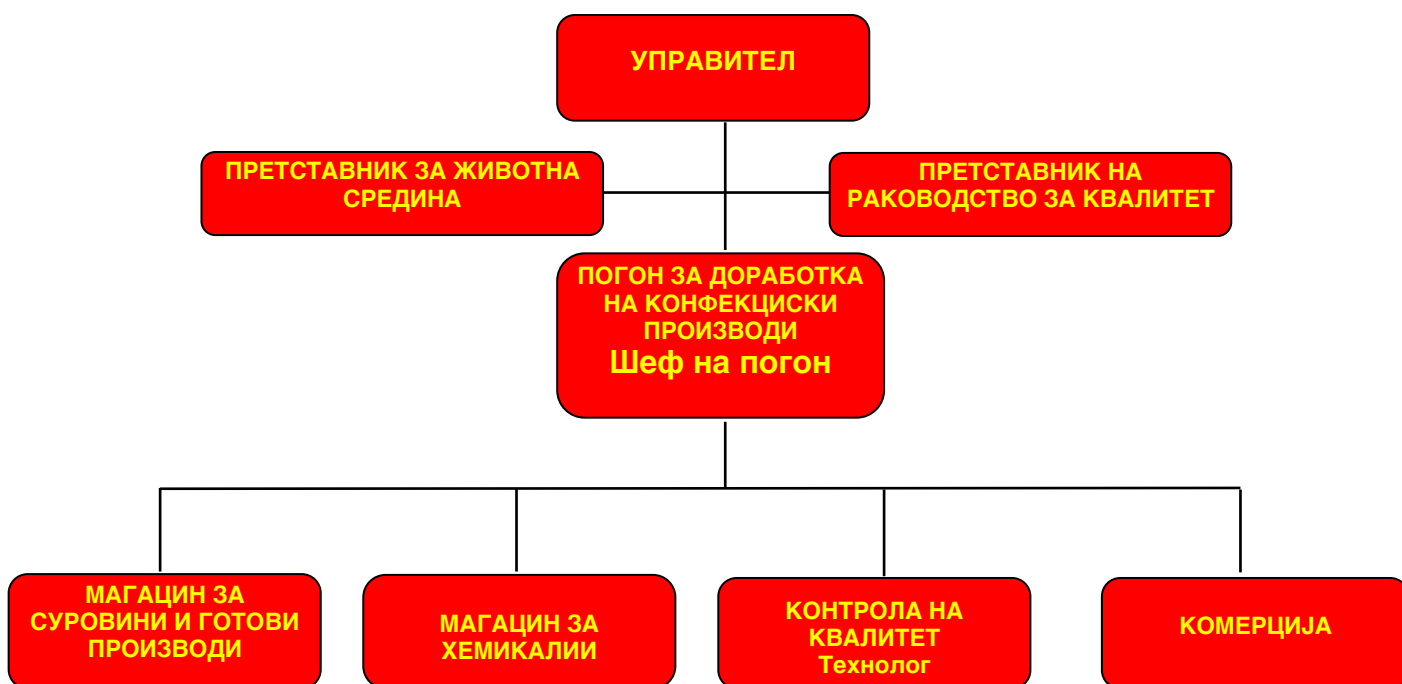 УПРАВИТЕЛ
ПРЕТСТАВНИК ЗА ЖИВОТНА
СРЕДИНА
ПРЕТСТАВНИК НА
РАКОВОДСТВО ЗА КВАЛИТЕТ
ПОГОН ЗА ДОРАБОТКА
НА КОНФЕКЦИСКИ
ПРОИЗВОДИ
Шеф на погон
МАГАЦИН ЗА
СУРОВИНИ И ГОТОВИ
ПРОИЗВОДИ
МАГАЦИН ЗА
ХЕМИКАЛИИ
КОНТРОЛА НА
КВАЛИТЕТ
Технолог
КОМЕРЦИЈА